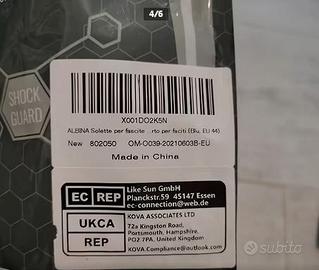 4/6
SHOCK
GUARD
X001DO2K5N
ALBINA Solette per fascite ...rto per fasciti (Blu, EU 44)
New 802050 OM-O039-20210603B-EU
Made in China
EC REP
Like Sun GmbH
Planckstr.59 45147 Essen
ec-connection@web.de
UKCA
REP
KOVA ASSOCIATES LTD
72a Kingston Road,
Portsmouth, Hampshire,
PO2 7PA, United Kingdom
KOVA.Compliance@outlook.com
subito